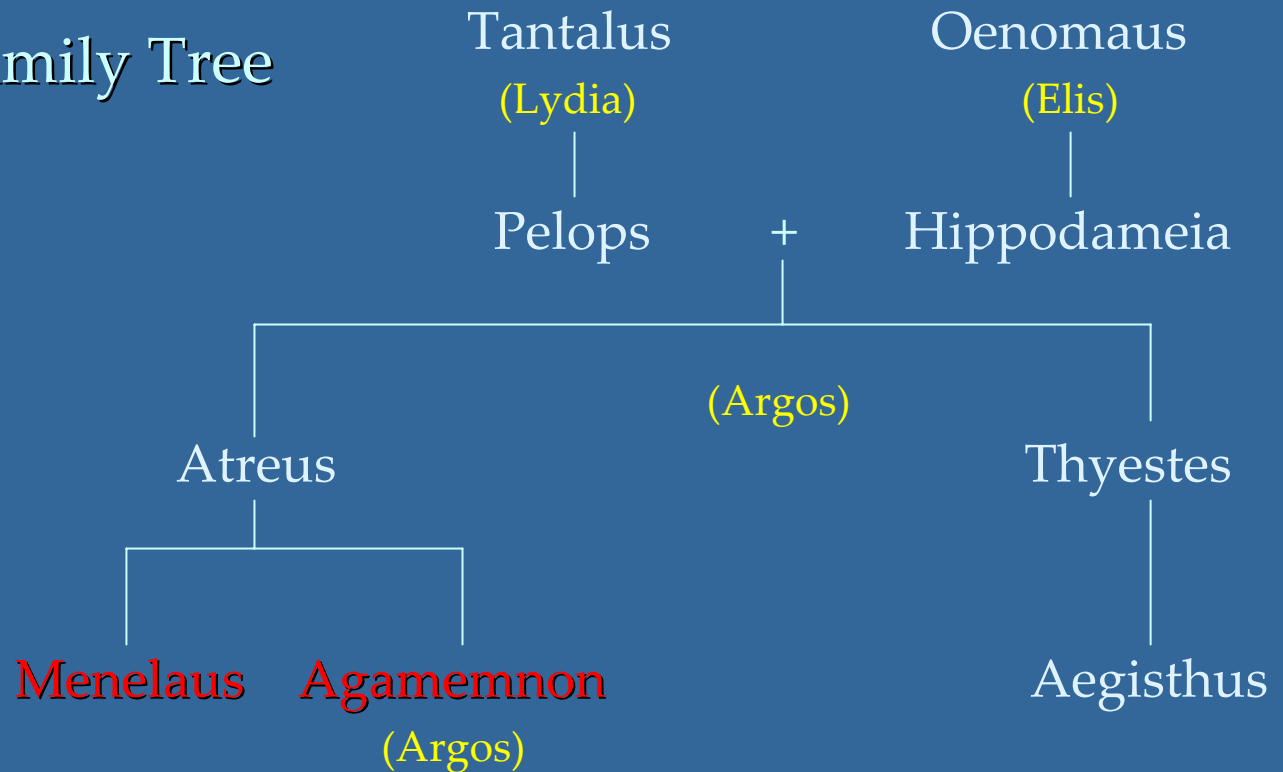 mily Tree
Tantalus Oenomaus
(Lydia) (Elis)
Pelops + Hippodameia
(Argos)
Atreus Thyestes
Menelaus Agamemnon Aegisthus
(Argos)